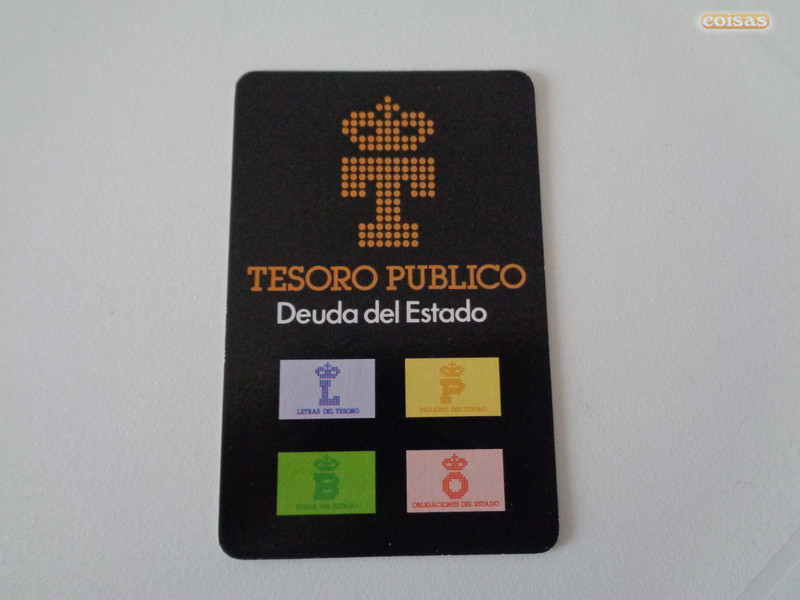 coisas
T
TESORO PUBLICO
Deuda del Estado
L
LETRAS DEL TESORO
P
PAGARES DEL TESORO
B
BONOS DEL ESTADO
O
OBLIGACIONES DEL ESTADO